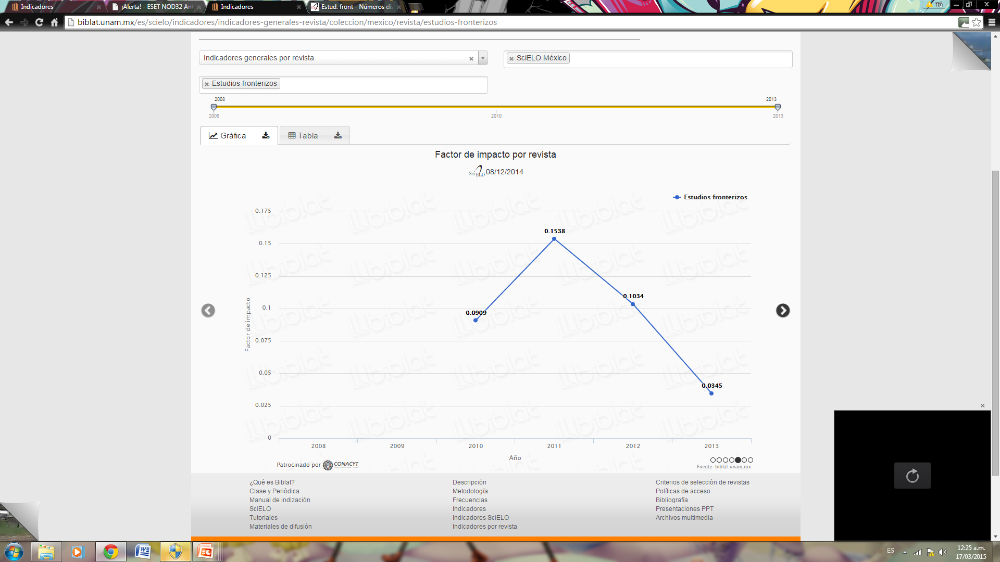 Indicadores
¡Alerta! - ESET NOD32 Ant
Indicadores
Estud. front - Números dis
Tú
biblat.unam.mx/es/scielo/indicadores/indicadores-generales-revista/coleccion/mexico/revista/estudios-fronterizos
Indicadores generales por revista
SciELO México
Estudios fronterizos
2008
2013
2008
2010
2013
Gráfica
Tabla
Factor de impacto por revista
SciELO 08/12/2014
Estudios fronterizos
0.175
0.15
0.125
0.1
0.075
0.05
0.025
0
Factor de impacto
0.0909
0.1538
0.1034
0.0345
2008
2009
2010
2011
2012
2013
Año
Patrocinado por CONACYT
Fuente: biblat.unam.mx
biblat
¿Qué es Biblat?
Clase y Periódica
Manual de indización
SciELO
Tutoriales
Materiales de difusión
Descripción
Metodología
Frecuencias
Indicadores
Indicadores SciELO
Indicadores por revista
Criterios de selección de revistas
Políticas de acceso
Bibliografía
Presentaciones PPT
Archivos multimedia
ES
12:25 a.m.
17/03/2015